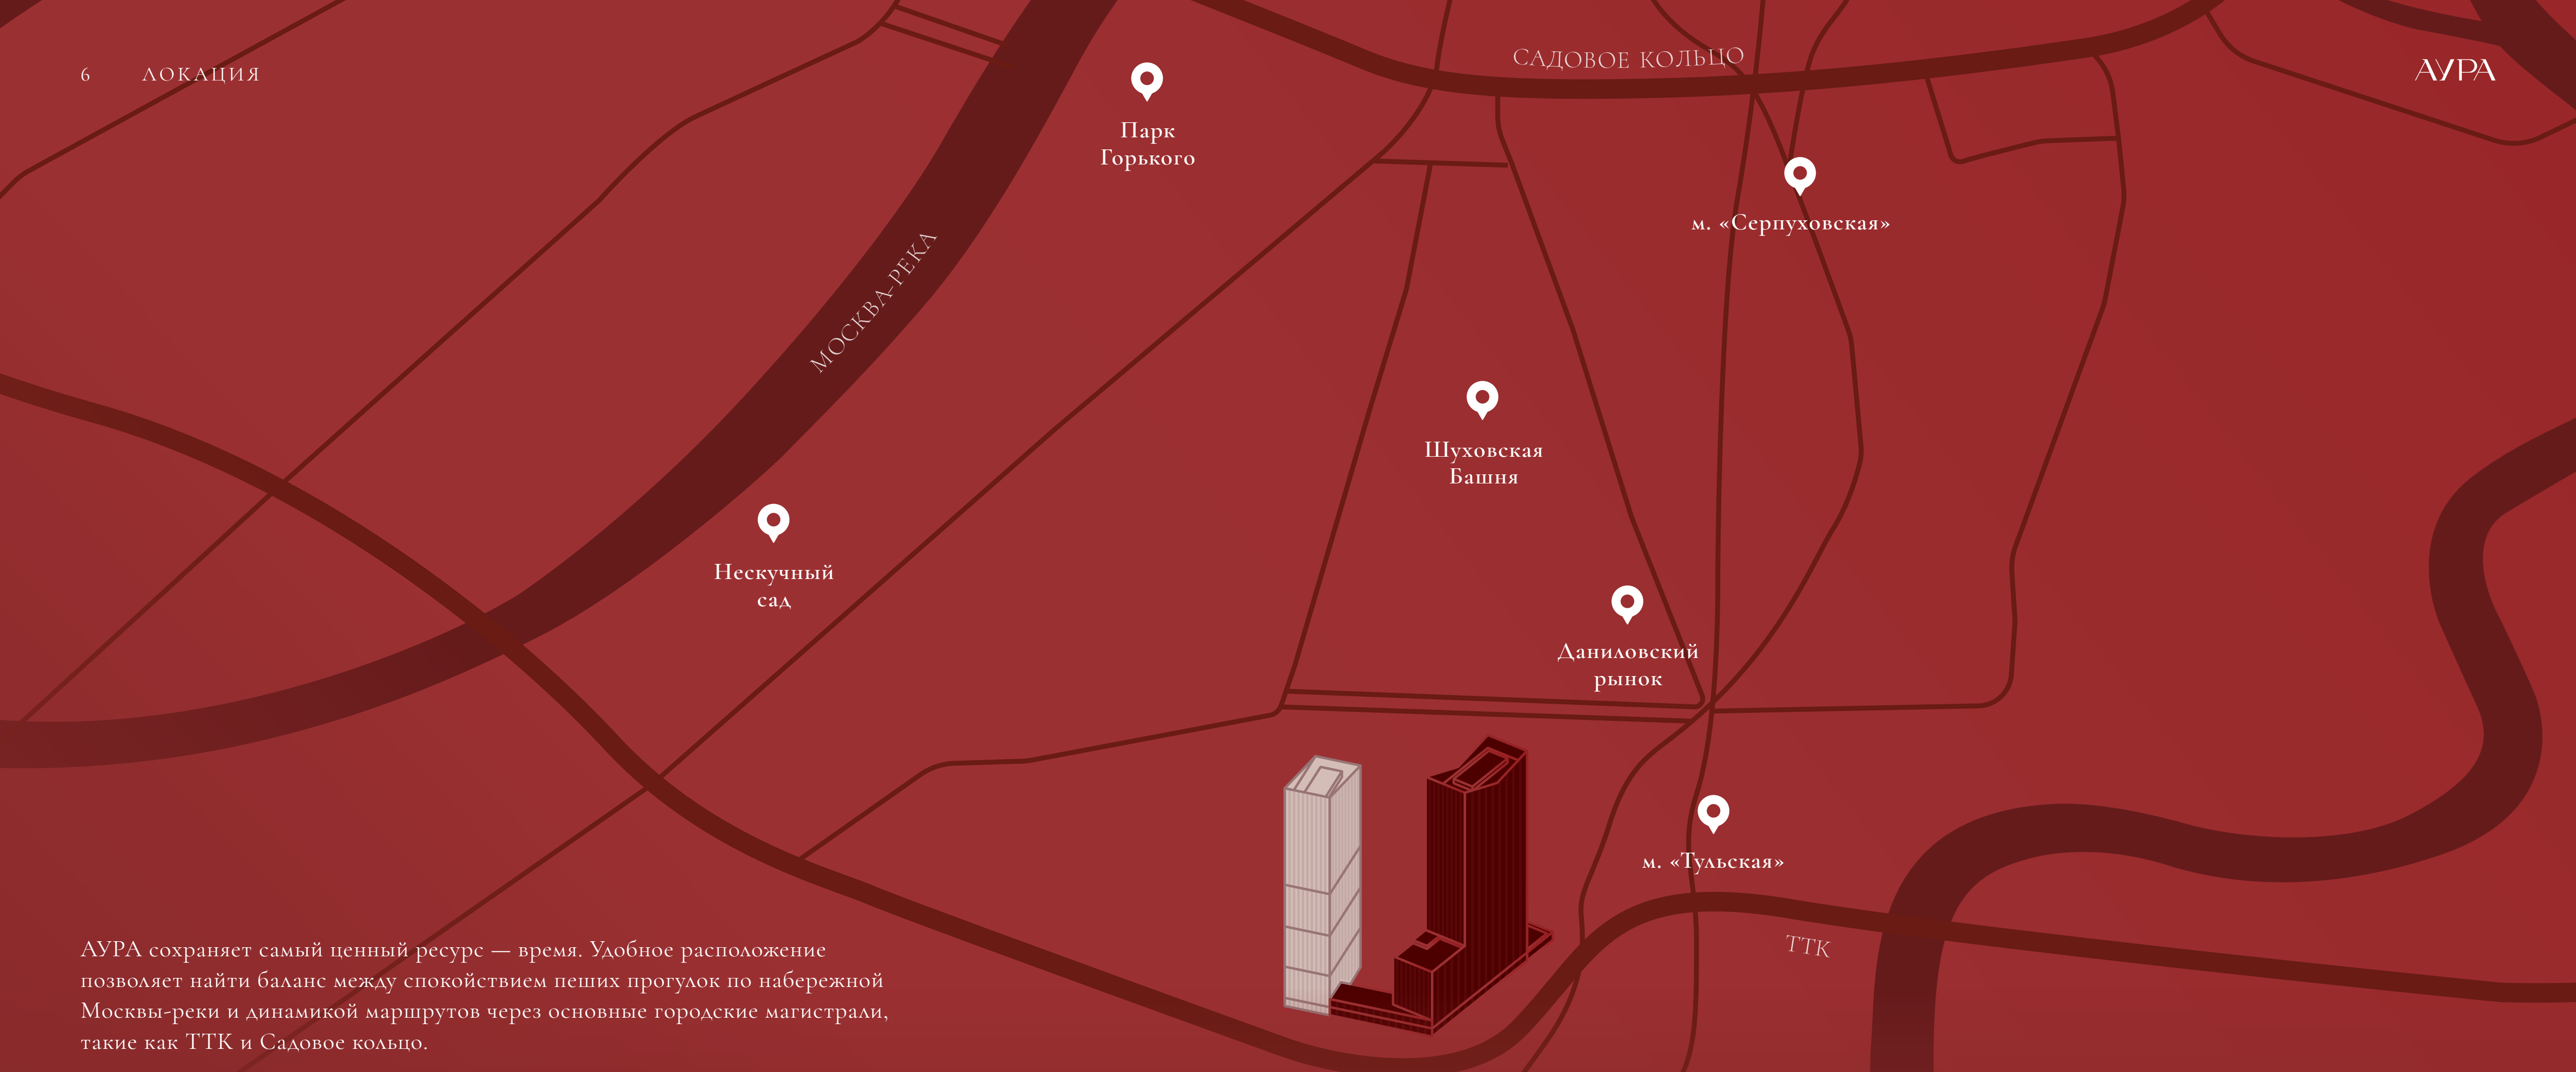 6 ЛОКАЦИЯ
АУРА
САДОВОЕ КОЛЬЦО
Парк
Горького
м. «Серпуховская»
МОСКВА-РЕКА
Шуховская
Башня
Нескучный
сад
Даниловский
рынок
м. «Тульская»
ТТК
АУРА сохраняет самый ценный ресурс — время. Удобное расположение
позволяет найти баланс между спокойствием пеших прогулок по набережной
Москвы-реки и динамикой маршрутов через основные городские магистрали,
такие как ТТК и Садовое кольцо.